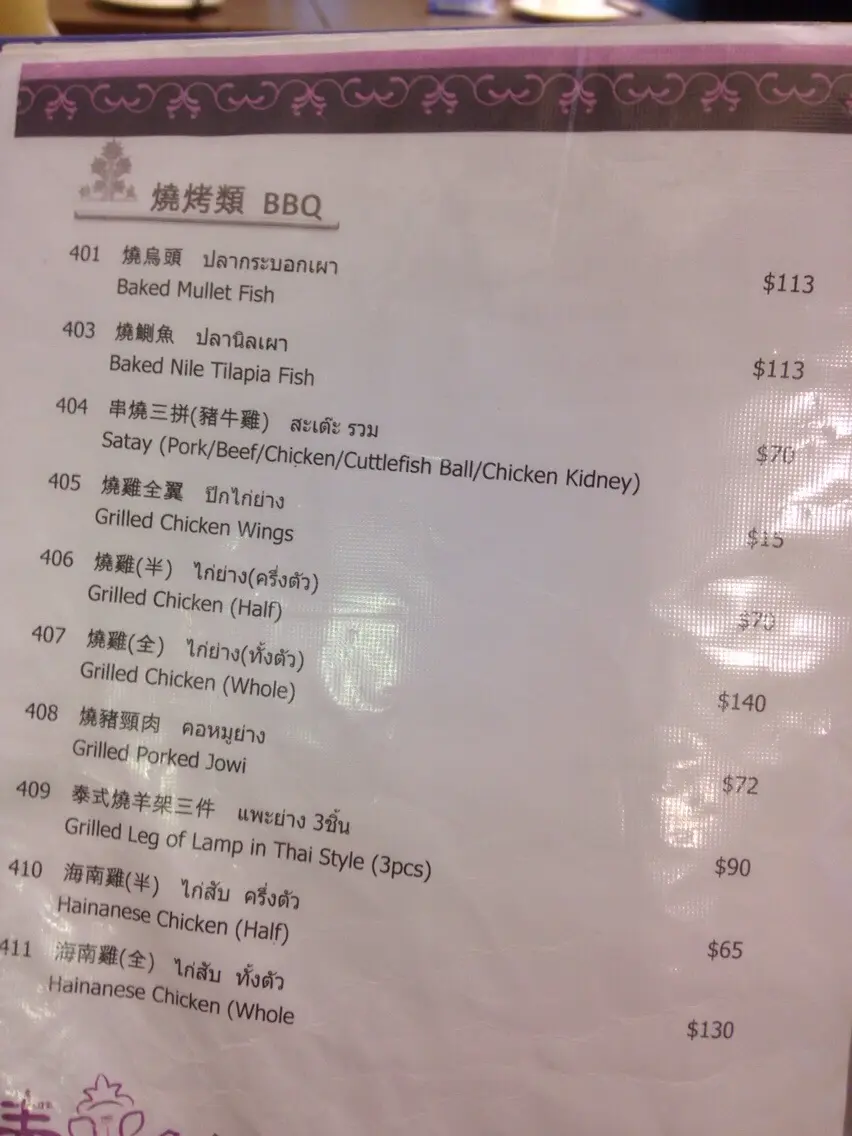 燒烤類 BBQ
401 燒烏頭 ปลากระบอกเผา
Baked Mullet Fish $113
403 燒鰂魚 ปลานิลเผา
Baked Nile Tilapia Fish $113
404 串燒三拼(豬牛雞) สะเต๊ะ รวม
Satay (Pork/Beef/Chicken/Cuttlefish Ball/Chicken Kidney) $70
405 燒雞全翼 ปีกไก่ย่าง
Grilled Chicken Wings $15
406 燒雞(半) ไก่ย่าง(ครึ่งตัว)
Grilled Chicken (Half) $70
407 燒雞(全) ไก่ย่าง(ทั้งตัว)
Grilled Chicken (Whole) $140
408 燒豬頸肉 คอหมูย่าง
Grilled Porked Jowi $72
409 泰式燒羊架三件 แพะย่าง 3ชิ้น
Grilled Leg of Lamp in Thai Style (3pcs) $90
410 海南雞(半) ไก่สับ ครึ่งตัว
Hainanese Chicken (Half) $65
411 海南雞(全) ไก่สับ ทั้งตัว
Hainanese Chicken (Whole $130